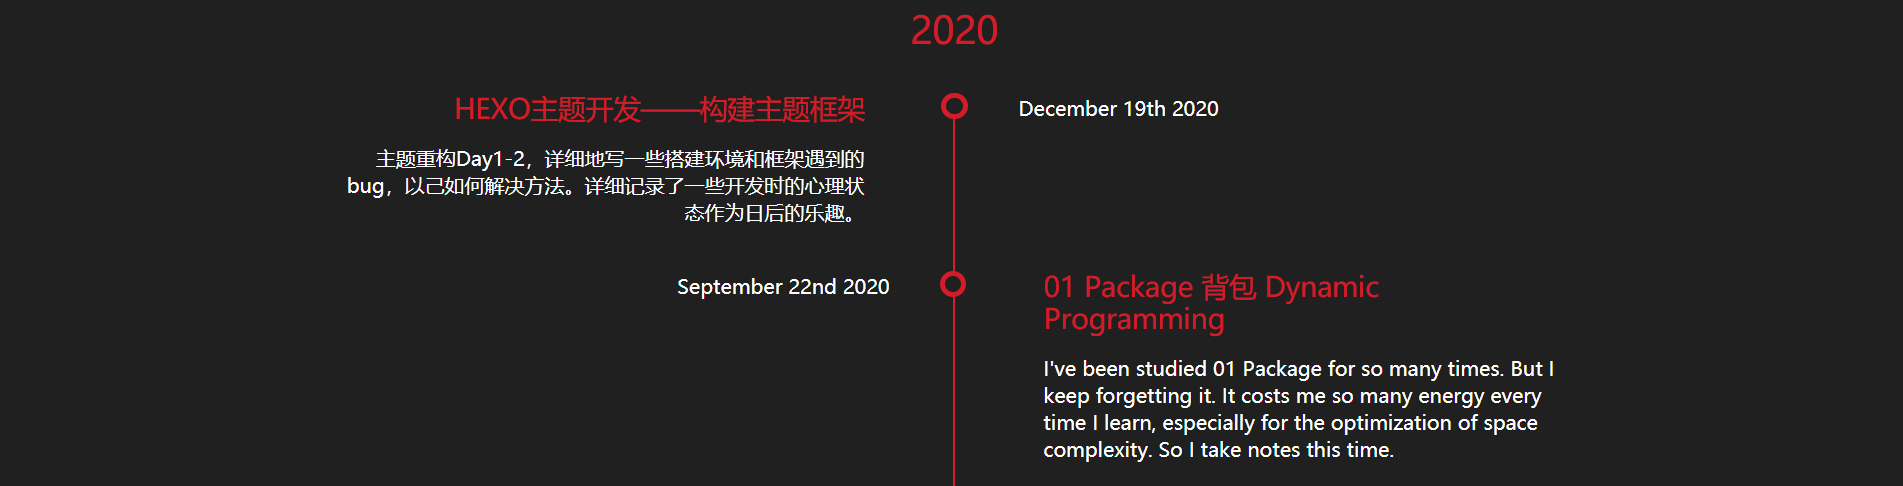 2020
HEXO主题开发——构建主题框架
December 19th 2020
主题重构Day1-2，详细地写一些搭建环境和框架遇到的
bug，以己如何解决方法。详细记录了一些开发时的心理状
态作为日后的乐趣。
September 22nd 2020
01 Package 背包 Dynamic
Programming
I've been studied 01 Package for so many times. But I
keep forgetting it. It costs me so many energy every
time I learn, especially for the optimization of space
complexity. So I take notes this time.